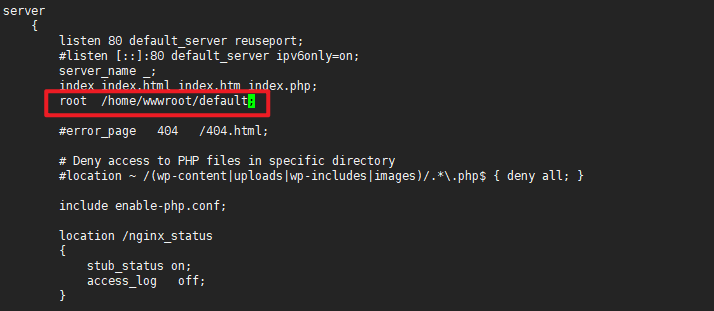 server
    {
        listen 80 default_server reuseport;
        #listen [::]:80 default_server ipv6only=on;
        server_name _;
        index index.html index.htm index.php;
        root  /home/wwwroot/default;

        #error_page   404   /404.html;

        # Deny access to PHP files in specific directory
        #location ~ /(wp-content|uploads|wp-includes|images)/.*\.php$ { deny all; }

        include enable-php.conf;

        location /nginx_status
        {
            stub_status on;
            access_log   off;
        }